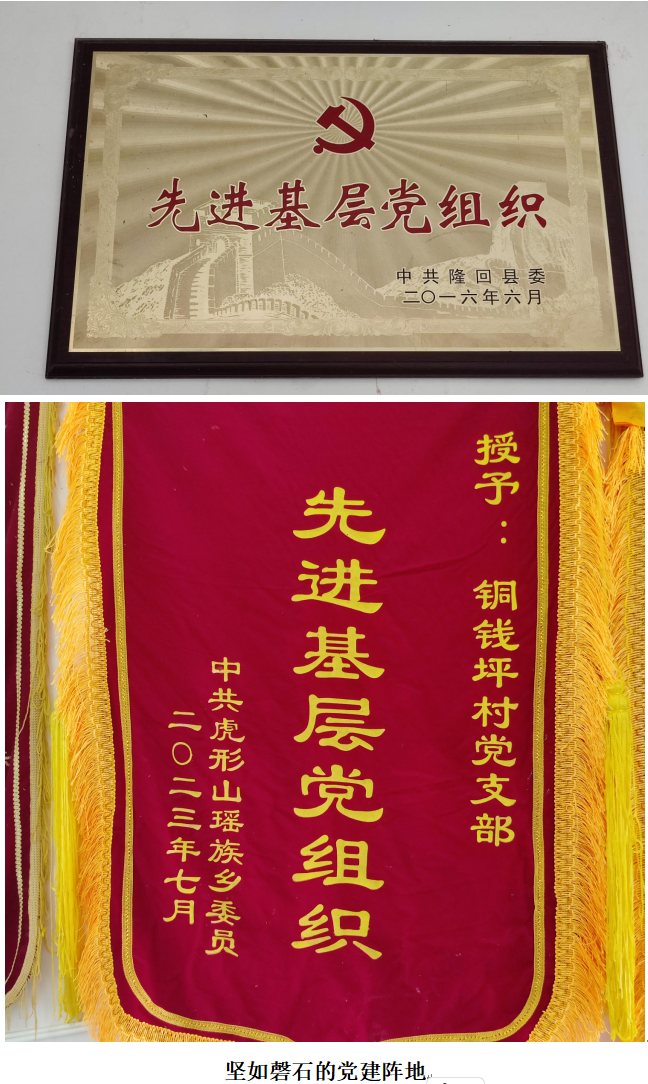 先进基层党组织
中共隆回县委
二〇一六年六月
授予：铜钱坪村党支部
先进基层党组织
中共虎形山瑶族乡委员
二〇二三年七月
坚如磬石的党建阵地